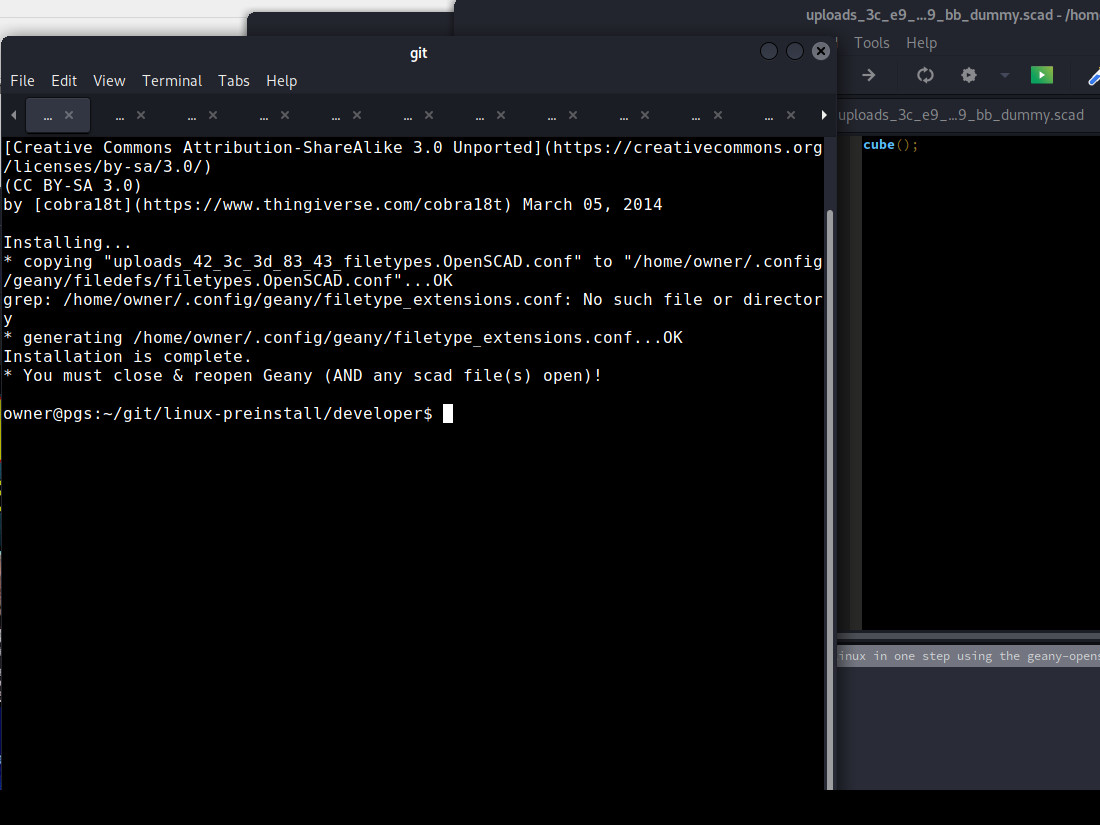 uploads_3c_e9_...9_bb_dummy.scad - /hom
git
Tools Help
File Edit View Terminal Tabs Help
... ... ... ... ... ... ... ... ... ... ...
uploads_3c_e9_...9_bb_dummy.scad
cube();
[Creative Commons Attribution-ShareAlike 3.0 Unported](https://creativecommons.org
/licenses/by-sa/3.0/)
(CC BY-SA 3.0)
by [cobra18t](https://www.thingiverse.com/cobra18t) March 05, 2014
Installing...
* copying "uploads_42_3c_3d_83_43_filetypes.OpenSCAD.conf" to "/home/owner/.config
/geany/filedefs/filetypes.OpenSCAD.conf"...OK
grep: /home/owner/.config/geany/filetype_extensions.conf: No such file or director
y
* generating /home/owner/.config/geany/filetype_extensions.conf...OK
Installation is complete.
* You must close & reopen Geany (AND any scad file(s) open)!
owner@pgs:~/git/linux-preinstall/developer$
inux in one step using the geany-opens